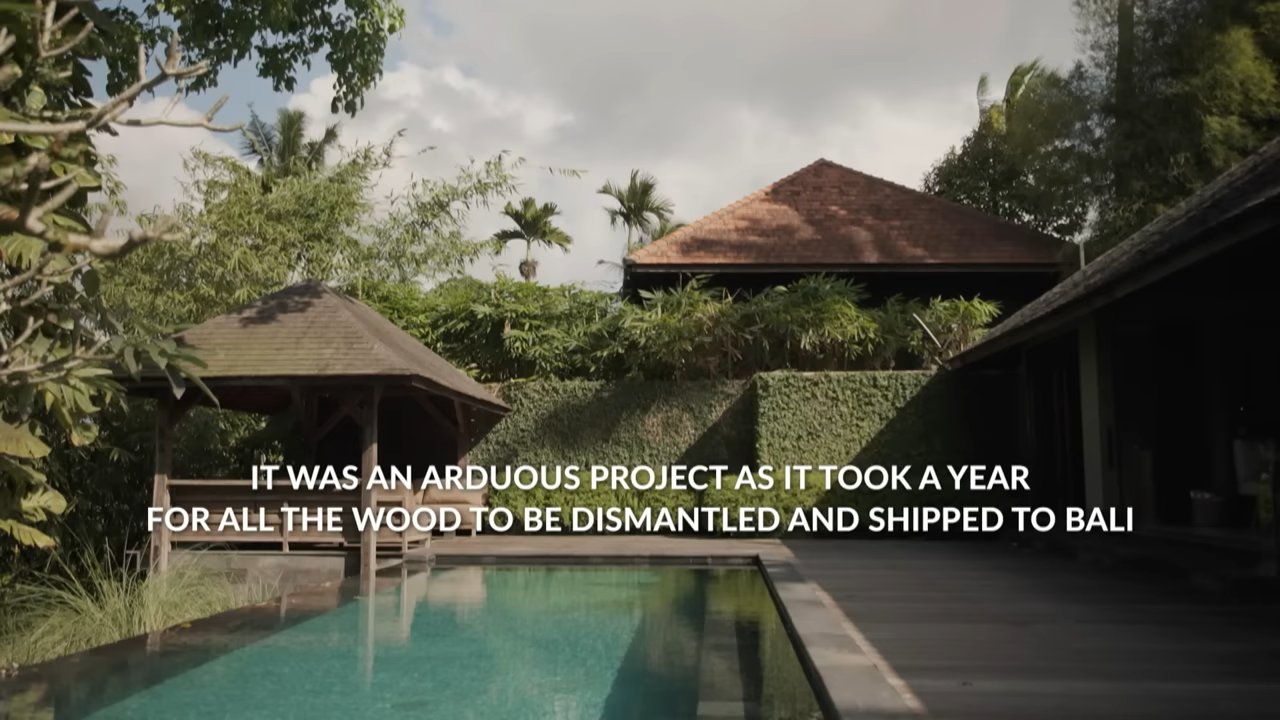 IT WAS AN ARDUOUS PROJECT AS IT TOOK A YEAR
FOR ALL THE WOOD TO BE DISMANTLED AND SHIPPED TO BALI